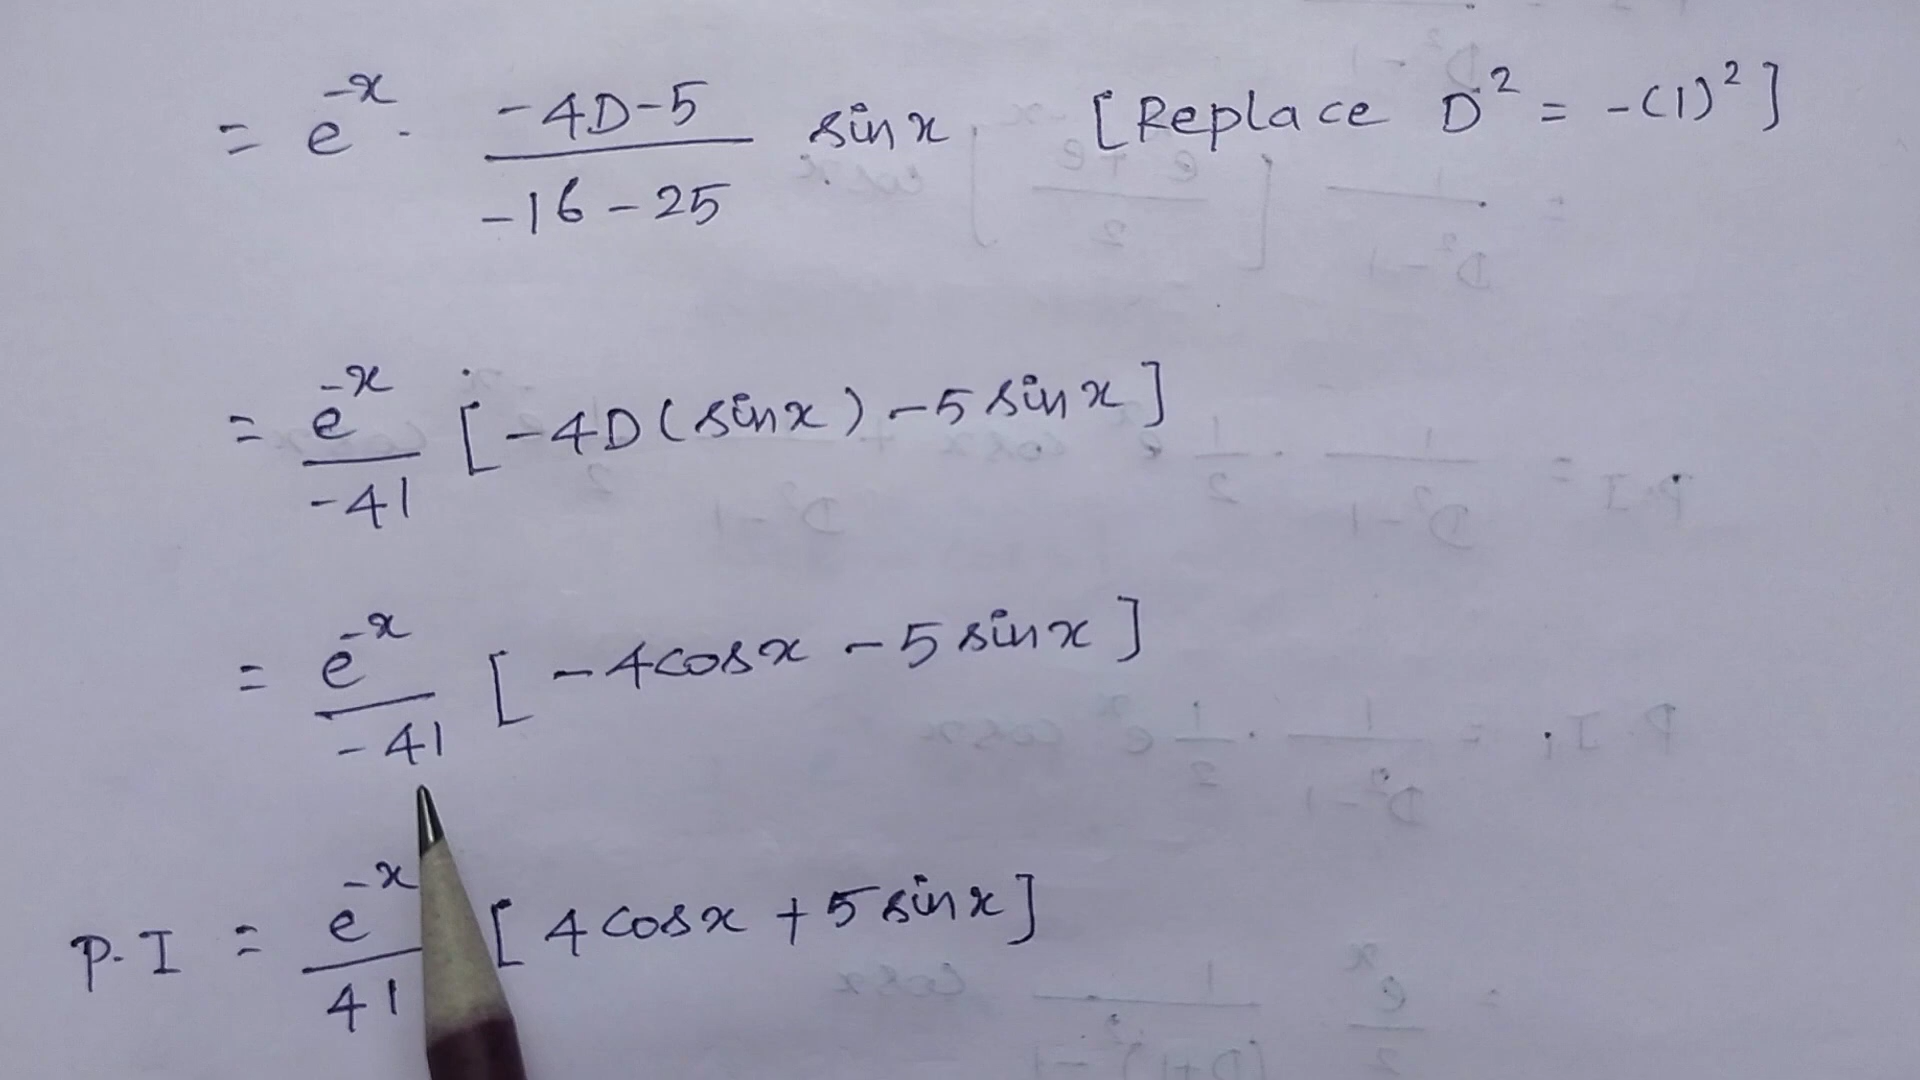 = e^-x · (-4D-5)/(-16-25) sin x [Replace D² = -(1)²]
= e^-x/-41 [-4D(sin x) - 5 sin x]
= e^-x/-41 [-4cos x - 5 sin x]
P.I = e^-x/41 [4 cos x + 5 sin x]